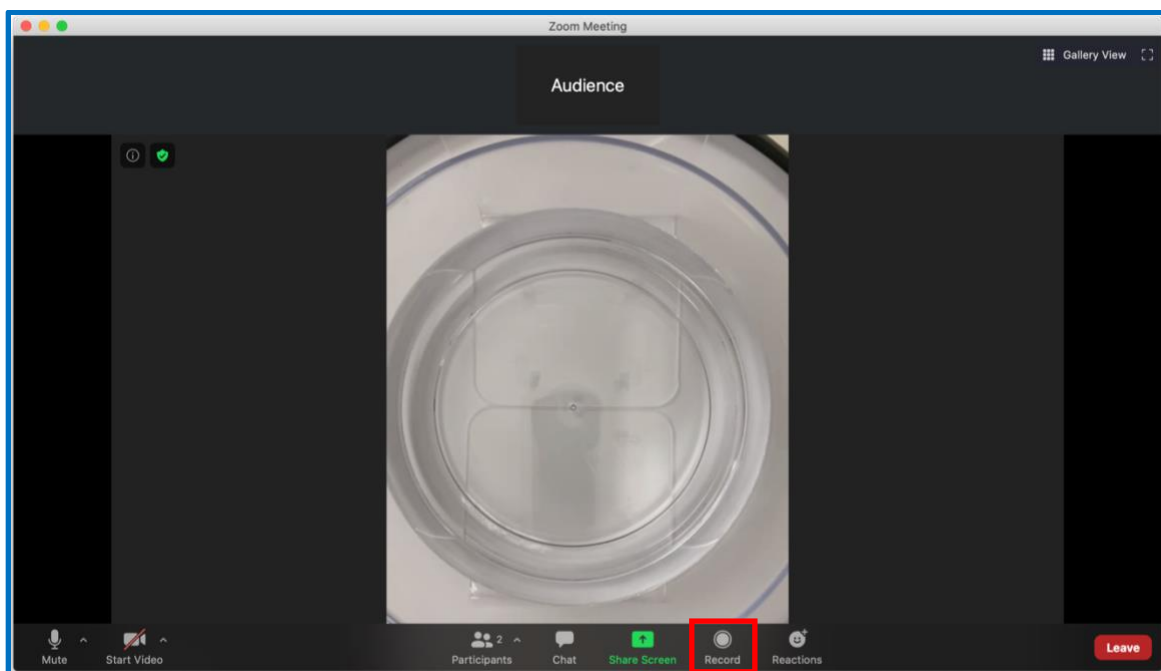 Zoom Meeting
Gallery View
Audience
Mute
Start Video
Participants
2
Chat
Share Screen
Record
Reactions
Leave